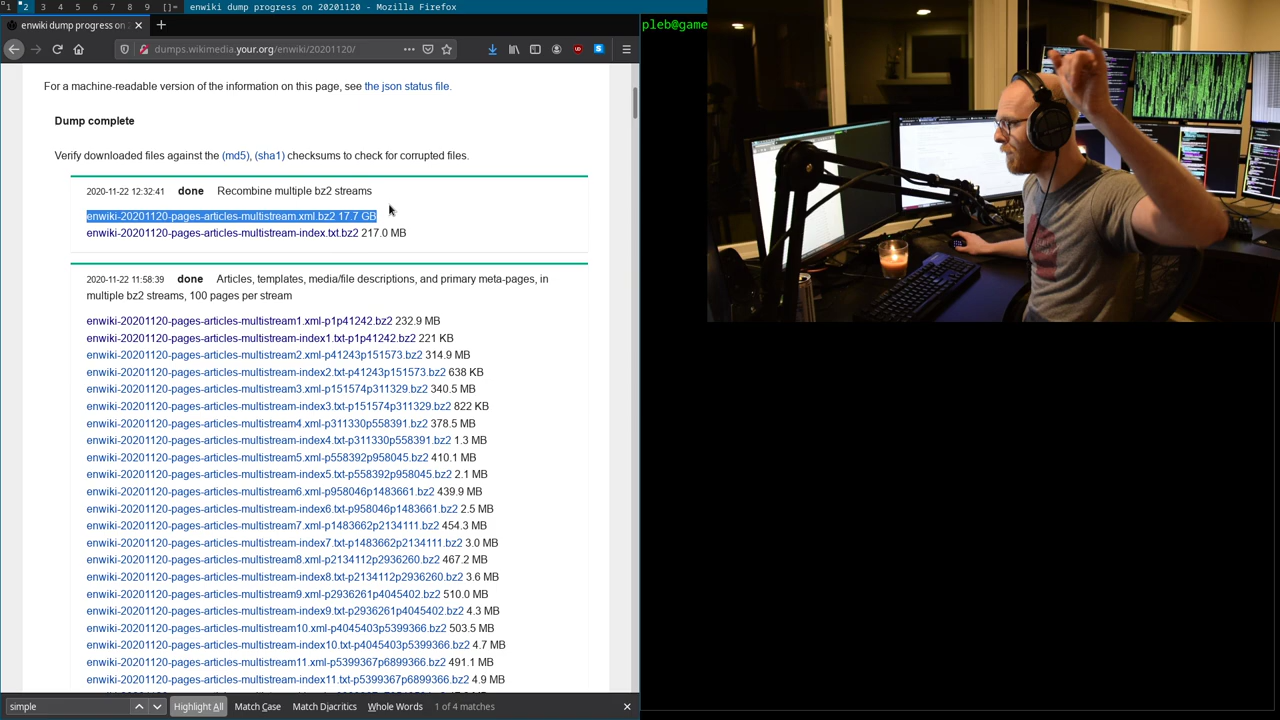 1 2 3 4 5 6 7 8 9 []= enwiki dump progress on 20201120 - Mozilla Firefox
enwiki dump progress on 2
dumps.wikimedia.your.org/enwiki/20201120/
pleb@game
For a machine-readable version of the information on this page, see the json status file.
Dump complete
Verify downloaded files against the (md5), (sha1) checksums to check for corrupted files.
2020-11-22 12:32:41 done Recombine multiple bz2 streams
enwiki-20201120-pages-articles-multistream.xml.bz2 17.7 GB
enwiki-20201120-pages-articles-multistream-index.txt.bz2 217.0 MB
2020-11-22 11:58:39 done Articles, templates, media/file descriptions, and primary meta-pages, in
multiple bz2 streams, 100 pages per stream
enwiki-20201120-pages-articles-multistream1.xml-p1p41242.bz2 232.9 MB
enwiki-20201120-pages-articles-multistream-index1.txt-p1p41242.bz2 221 KB
enwiki-20201120-pages-articles-multistream2.xml-p41243p151573.bz2 314.9 MB
enwiki-20201120-pages-articles-multistream-index2.txt-p41243p151573.bz2 638 KB
enwiki-20201120-pages-articles-multistream3.xml-p151574p311329.bz2 340.5 MB
enwiki-20201120-pages-articles-multistream-index3.txt-p151574p311329.bz2 822 KB
enwiki-20201120-pages-articles-multistream4.xml-p311330p558391.bz2 378.5 MB
enwiki-20201120-pages-articles-multistream-index4.txt-p311330p558391.bz2 1.3 MB
enwiki-20201120-pages-articles-multistream5.xml-p558392p958045.bz2 410.1 MB
enwiki-20201120-pages-articles-multistream-index5.txt-p558392p958045.bz2 2.1 MB
enwiki-20201120-pages-articles-multistream6.xml-p958046p1483661.bz2 439.9 MB
enwiki-20201120-pages-articles-multistream-index6.txt-p958046p1483661.bz2 2.5 MB
enwiki-20201120-pages-articles-multistream7.xml-p1483662p2134111.bz2 454.3 MB
enwiki-20201120-pages-articles-multistream-index7.txt-p1483662p2134111.bz2 3.0 MB
enwiki-20201120-pages-articles-multistream8.xml-p2134112p2936260.bz2 467.2 MB
enwiki-20201120-pages-articles-multistream-index8.txt-p2134112p2936260.bz2 3.6 MB
enwiki-20201120-pages-articles-multistream9.xml-p2936261p4045402.bz2 510.0 MB
enwiki-20201120-pages-articles-multistream-index9.txt-p2936261p4045402.bz2 4.3 MB
enwiki-20201120-pages-articles-multistream10.xml-p4045403p5399366.bz2 503.5 MB
enwiki-20201120-pages-articles-multistream-index10.txt-p4045403p5399366.bz2 4.7 MB
enwiki-20201120-pages-articles-multistream11.xml-p5399367p6899366.bz2 491.1 MB
enwiki-20201120-pages-articles-multistream-index11.txt-p5399367p6899366.bz2 4.9 MB
simple Highlight All Match Case Match Diacritics Whole Words 1 of 4 matches